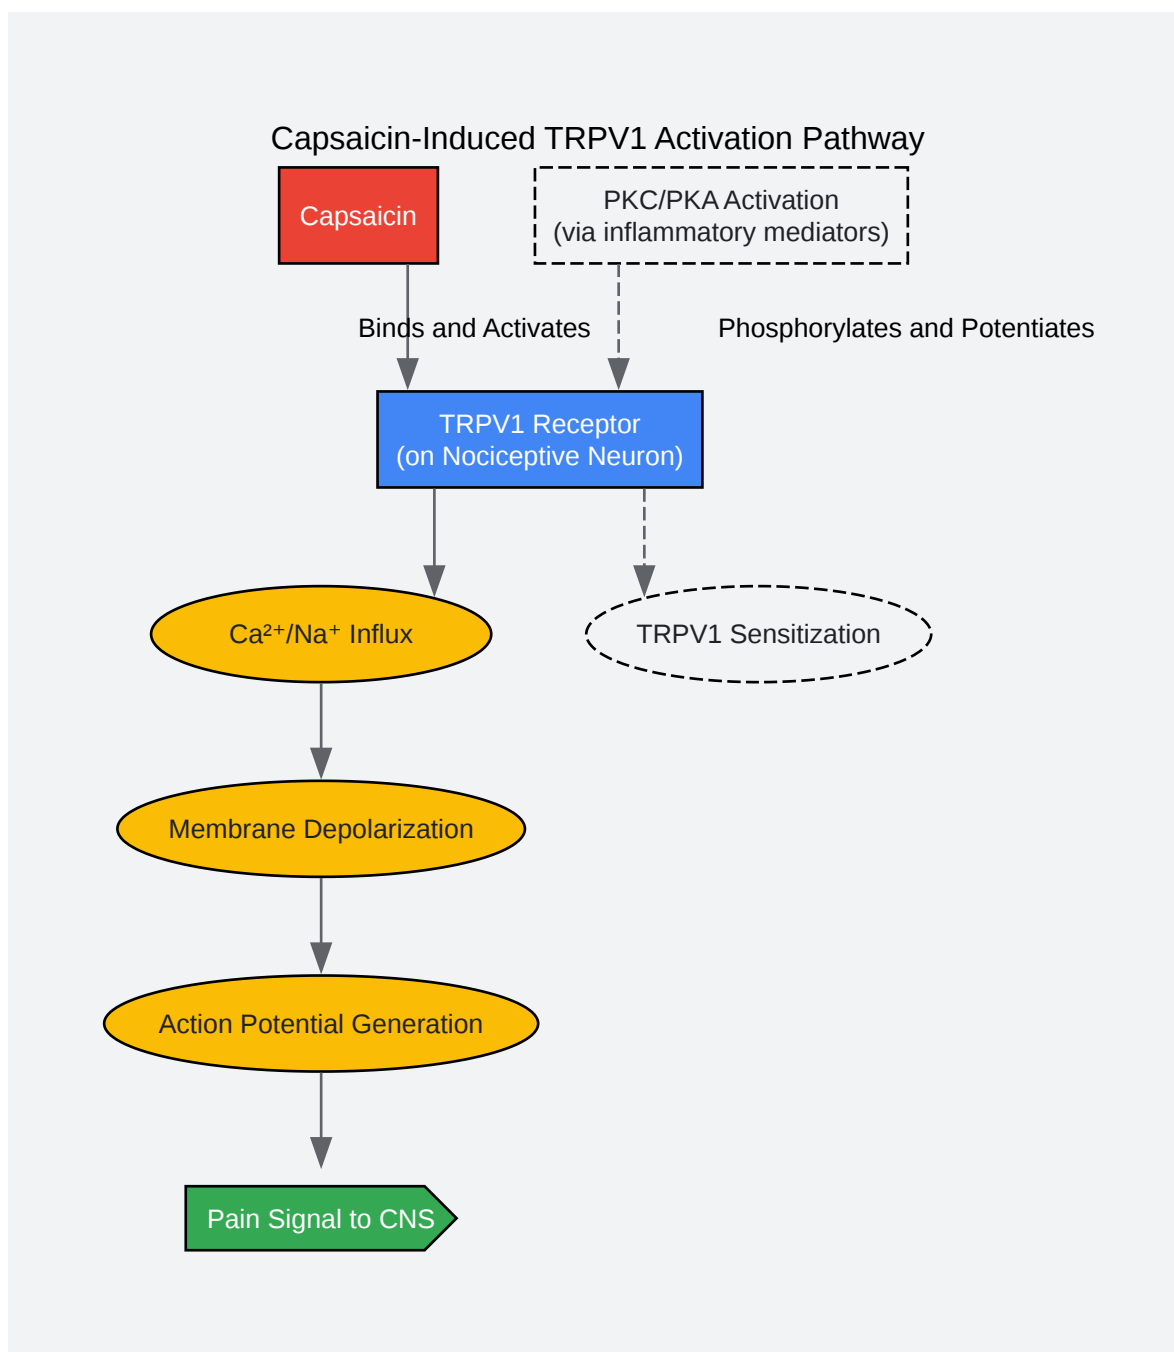 Capsaicin-Induced TRPV1 Activation Pathway
Capsaicin
PKC/PKA Activation
(via inflammatory mediators)
Binds and Activates
Phosphorylates and Potentiates
TRPV1 Receptor
(on Nociceptive Neuron)
Ca²⁺/Na⁺ Influx
TRPV1 Sensitization
Membrane Depolarization
Action Potential Generation
Pain Signal to CNS